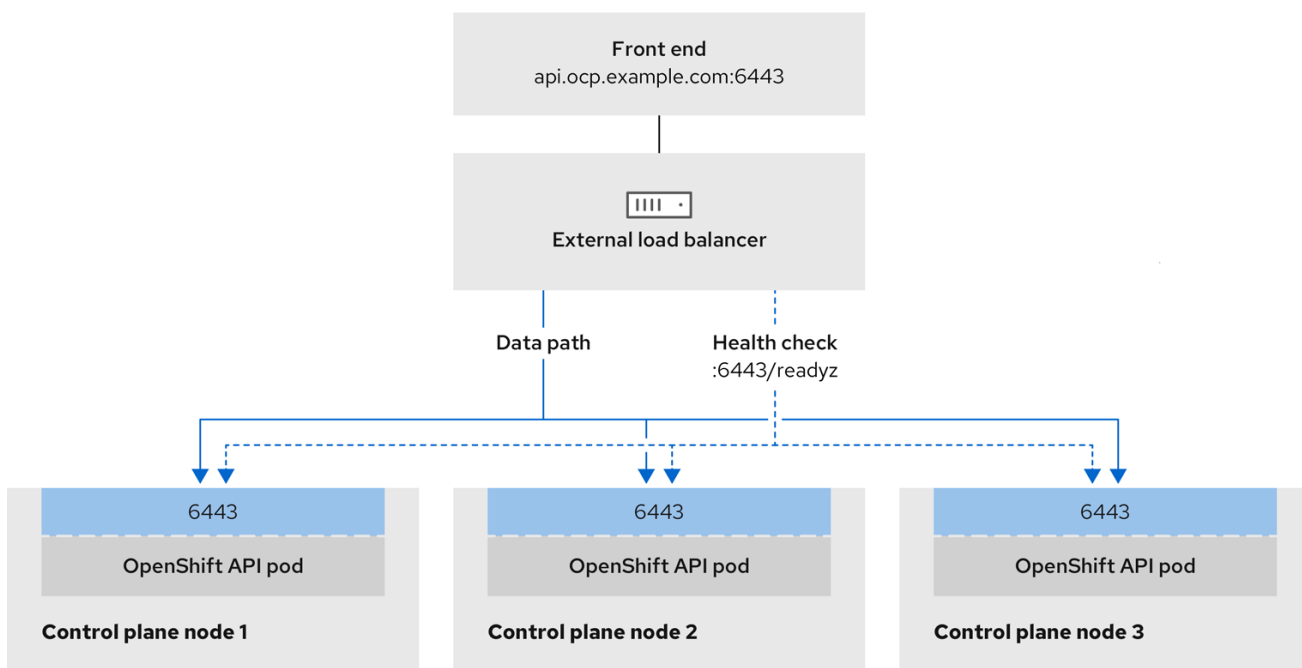 Front end
api.ocp.example.com:6443
External load balancer
Data path
Health check
:6443/readyz
6443
6443
6443
OpenShift API pod
OpenShift API pod
OpenShift API pod
Control plane node 1
Control plane node 2
Control plane node 3